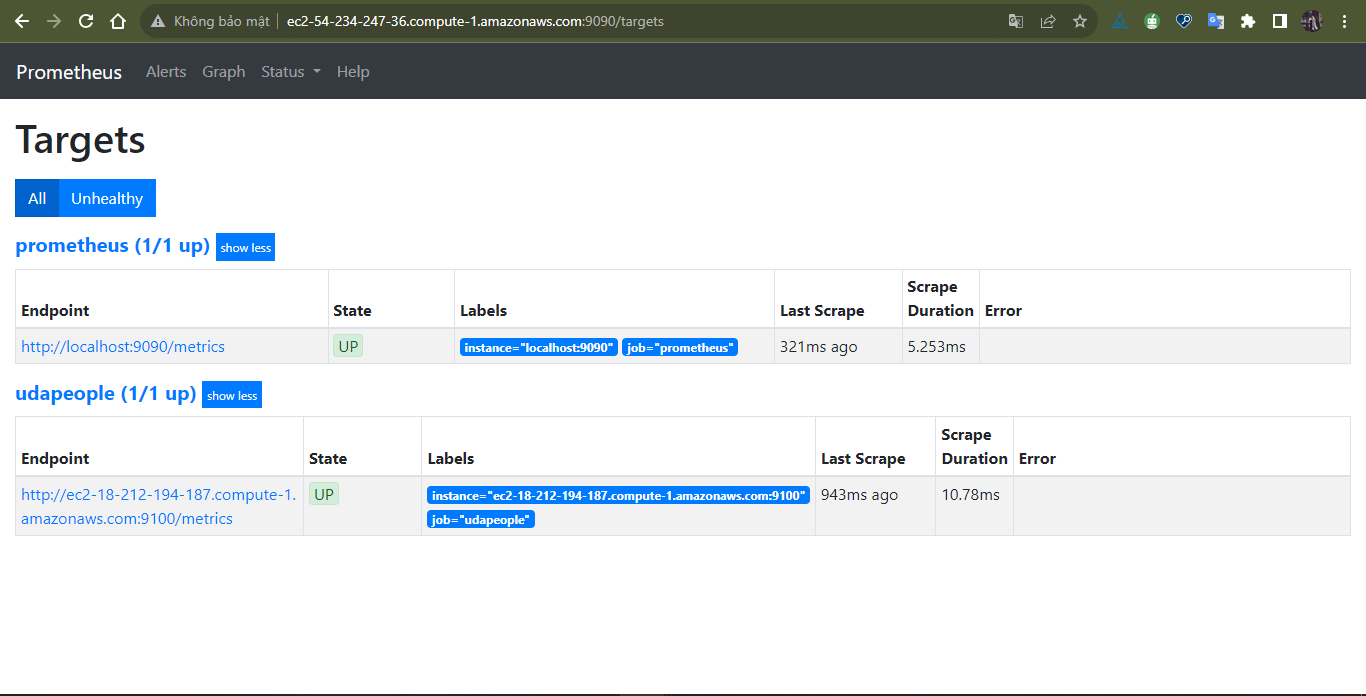 Không bảo mật ec2-54-234-247-36.compute-1.amazonaws.com:9090/targets
Prometheus Alerts Graph Status Help
Targets
All Unhealthy
prometheus (1/1 up) show less
Endpoint State Labels Last Scrape Scrape Duration Error
http://localhost:9090/metrics UP instance="localhost:9090" job="prometheus" 321ms ago 5.253ms
udapeople (1/1 up) show less
Endpoint State Labels Last Scrape Scrape Duration Error
http://ec2-18-212-194-187.compute-1. UP instance="ec2-18-212-194-187.compute-1.amazonaws.com:9100" 943ms ago 10.78ms
amazonaws.com:9100/metrics job="udapeople"